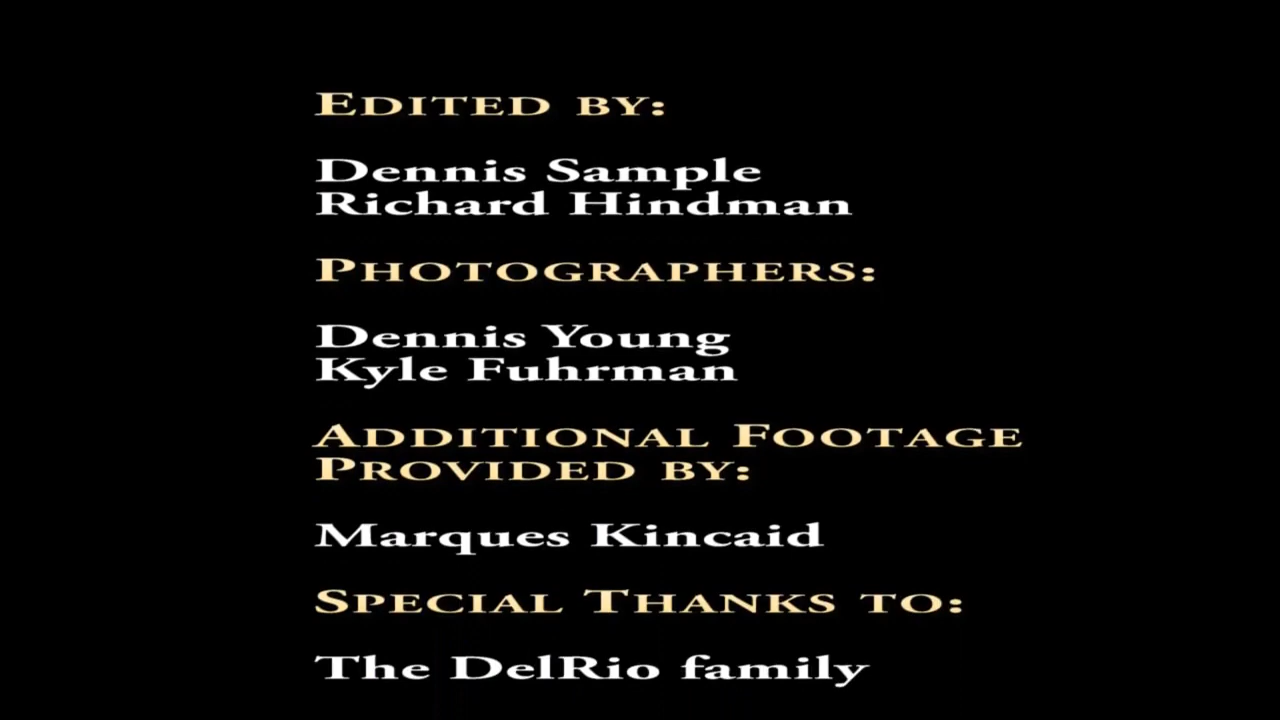 EDITED BY:
Dennis Sample
Richard Hindman
PHOTOGRAPHERS:
Dennis Young
Kyle Fuhrman
ADDITIONAL FOOTAGE
PROVIDED BY:
Marques Kincaid
SPECIAL THANKS TO:
The DelRio family